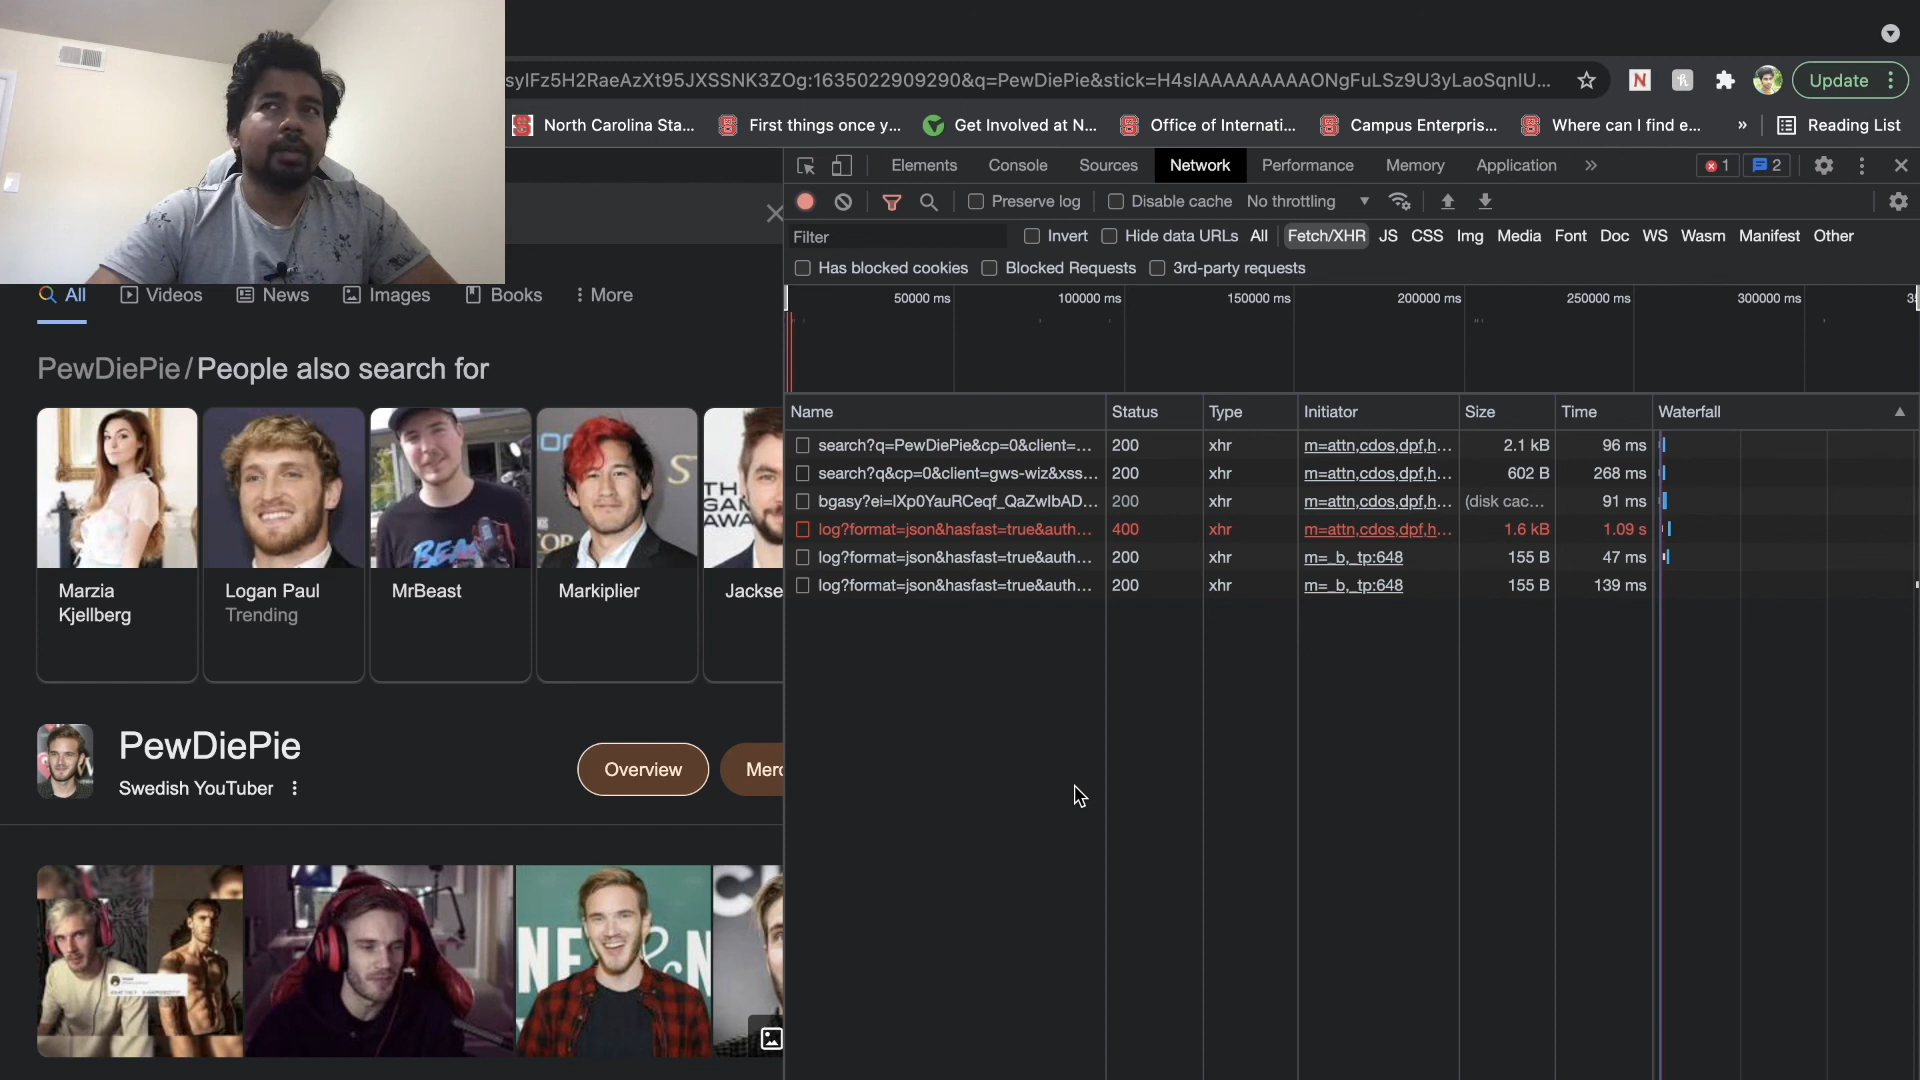 sylFz5H2RaeAzXt95JXSSNK3ZOg:1635022909290&q=PewDiePie&stick=H4sIAAAAAAAAAONgFuLSz9U3yLaoSqnIU...
Update
North Carolina Sta...
First things once y...
Get Involved at N...
Office of Internati...
Campus Enterpris...
Where can I find e...
»
Reading List
Elements Console Sources Network Performance Memory Application » 1 2
Preserve log Disable cache No throttling
Filter Invert Hide data URLs All Fetch/XHR JS CSS Img Media Font Doc WS Wasm Manifest Other
Has blocked cookies Blocked Requests 3rd-party requests
50000 ms 100000 ms 150000 ms 200000 ms 250000 ms 300000 ms
Name Status Type Initiator Size Time Waterfall
search?q=PewDiePie&cp=0&client=... 200 xhr m=attn,cdos,dpf,h... 2.1 kB 96 ms
search?q&cp=0&client=gws-wiz&xss... 200 xhr m=attn,cdos,dpf,h... 602 B 268 ms
bgasy?ei=IXp0YauRCeqf_QaZwIbAD... 200 xhr m=attn,cdos,dpf,h... (disk cac... 91 ms
log?format=json&hasfast=true&auth... 400 xhr m=attn,cdos,dpf,h... 1.6 kB 1.09 s
log?format=json&hasfast=true&auth... 200 xhr m=_b,_tp:648 155 B 47 ms
log?format=json&hasfast=true&auth... 200 xhr m=_b,_tp:648 155 B 139 ms
All Videos News Images Books More
PewDiePie/People also search for
Marzia
Kjellberg
Logan Paul
Trending
MrBeast
Markiplier
Jackse
PewDiePie
Swedish YouTuber
Overview
Merc